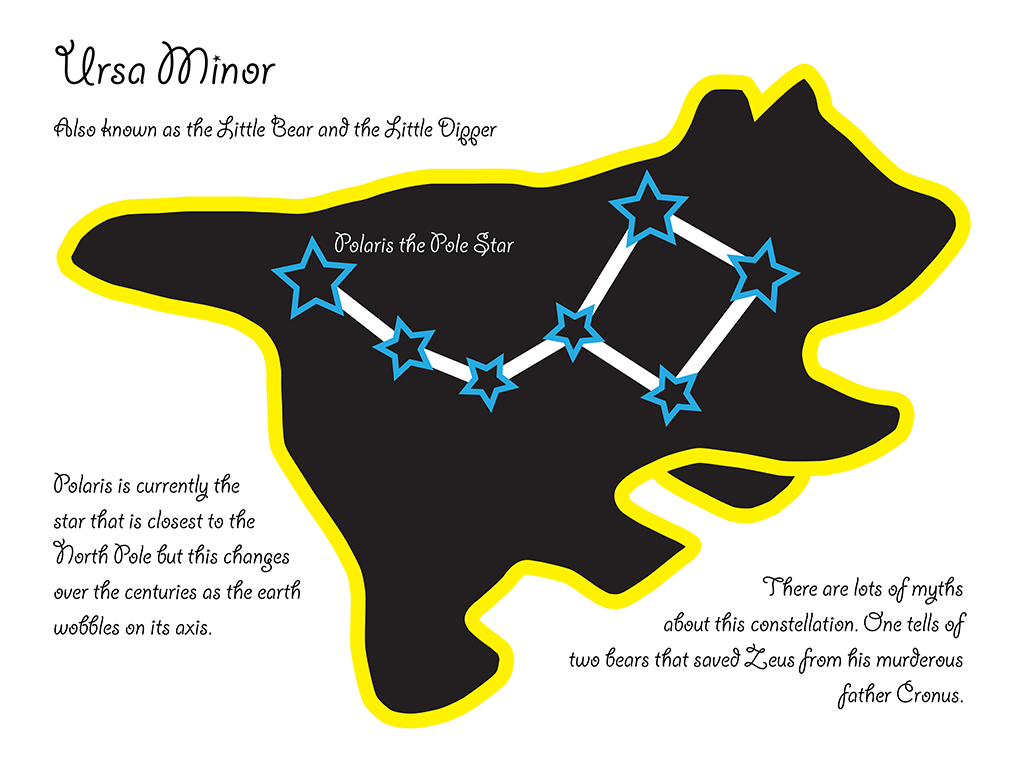 Ursa Minor
Also known as the Little Bear and the Little Dipper
Polaris the Pole Star
Polaris is currently the
star that is closest to the
North Pole but this changes
over the centuries as the earth
wobbles on its axis.
There are lots of myths
about this constellation. One tells of
two bears that saved Zeus from his murderous
father Cronus.